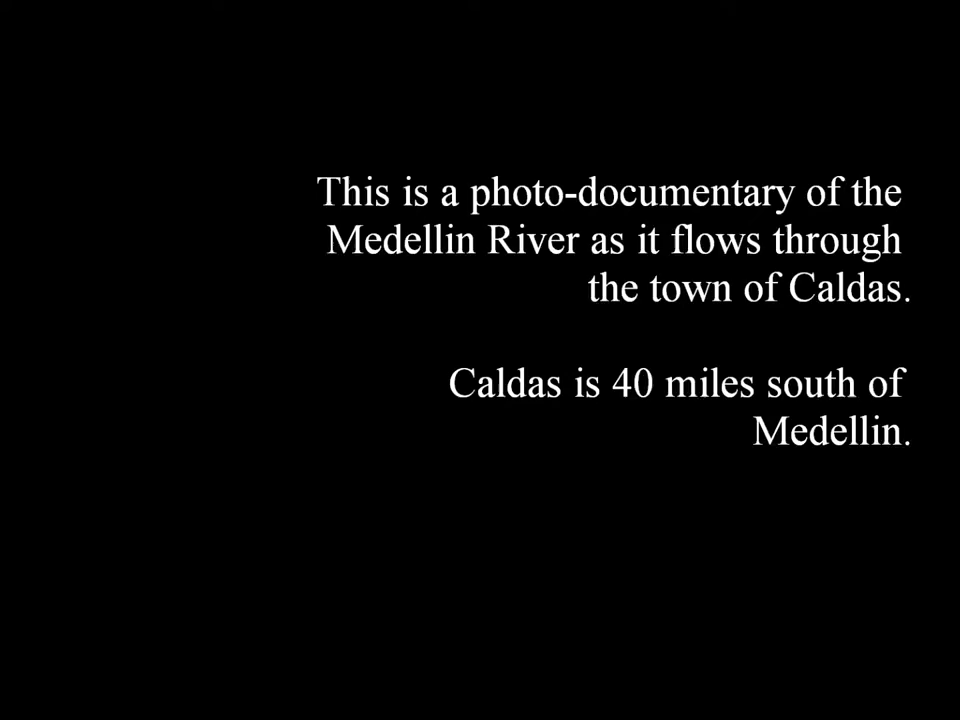 This is a photo-documentary of the
Medellin River as it flows through
the town of Caldas.
Caldas is 40 miles south of
Medellin.